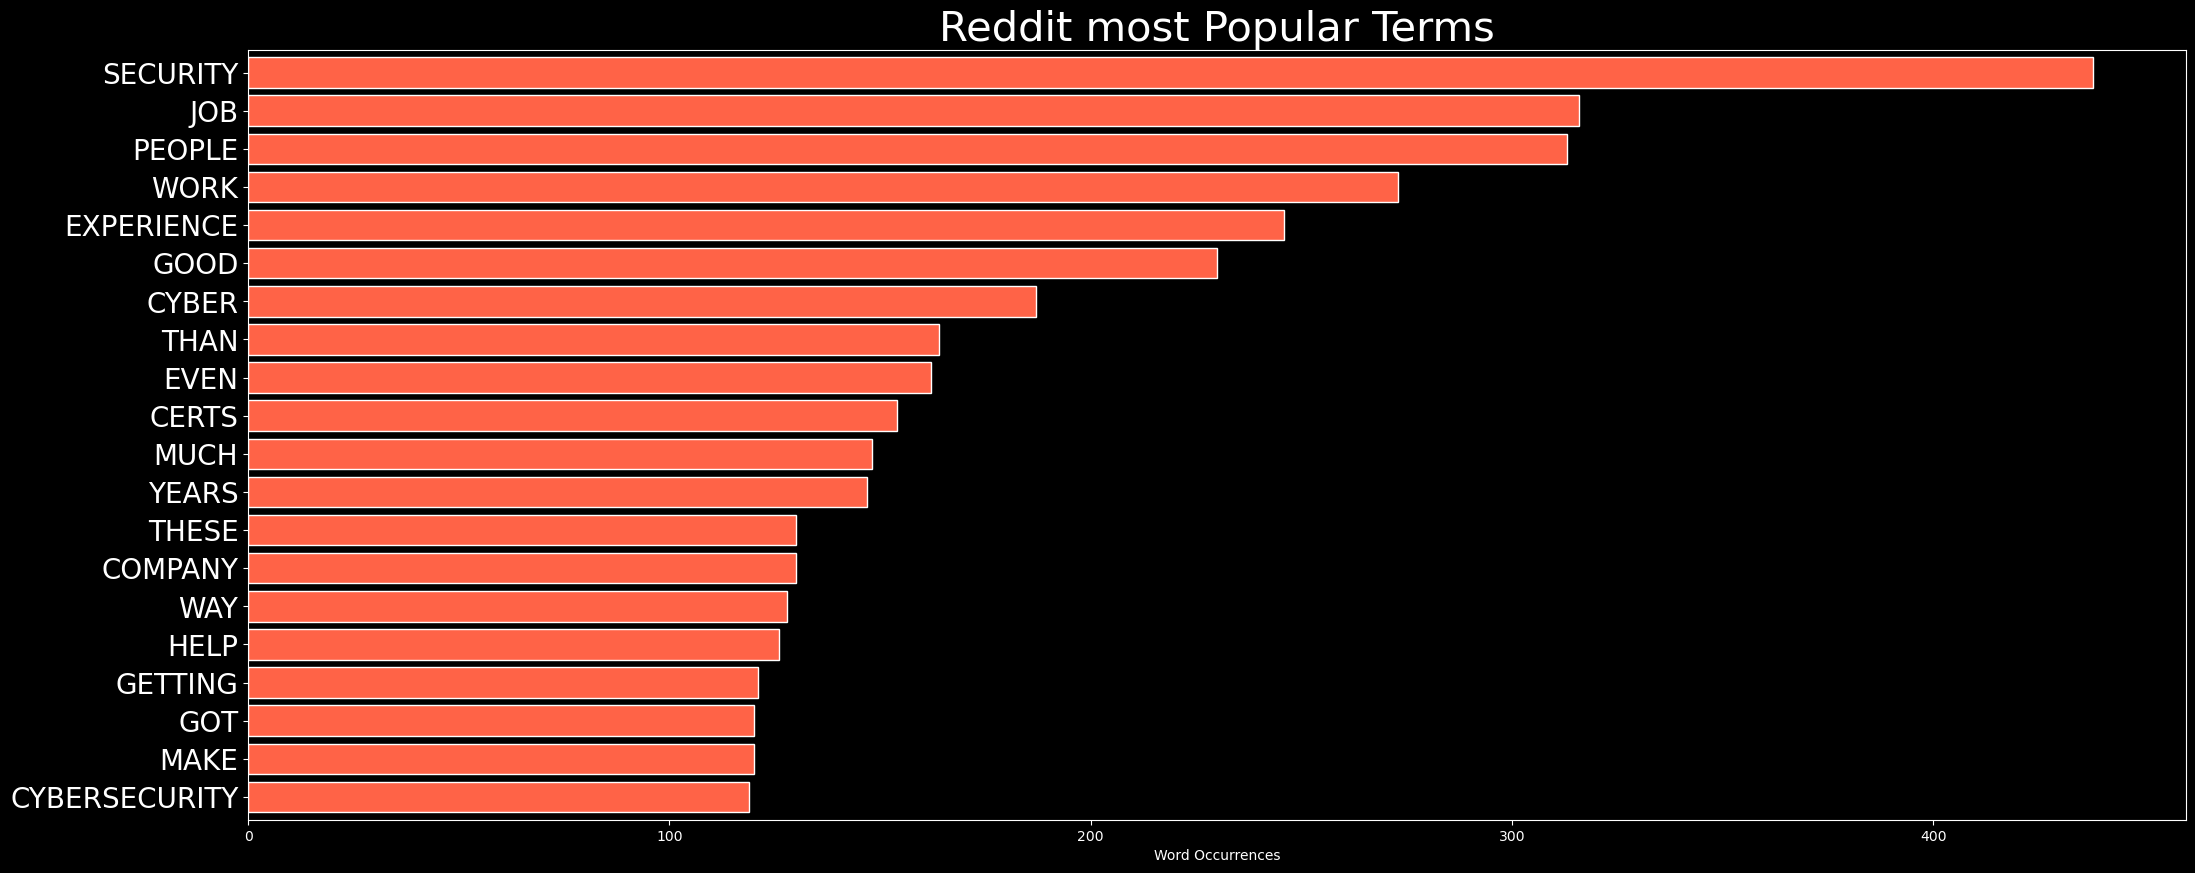 Reddit most Popular Terms
SECURITY
JOB
PEOPLE
WORK
EXPERIENCE
GOOD
CYBER
THAN
EVEN
CERTS
MUCH
YEARS
THESE
COMPANY
WAY
HELP
GETTING
GOT
MAKE
CYBERSECURITY
0 100 200 300 400
Word Occurrences